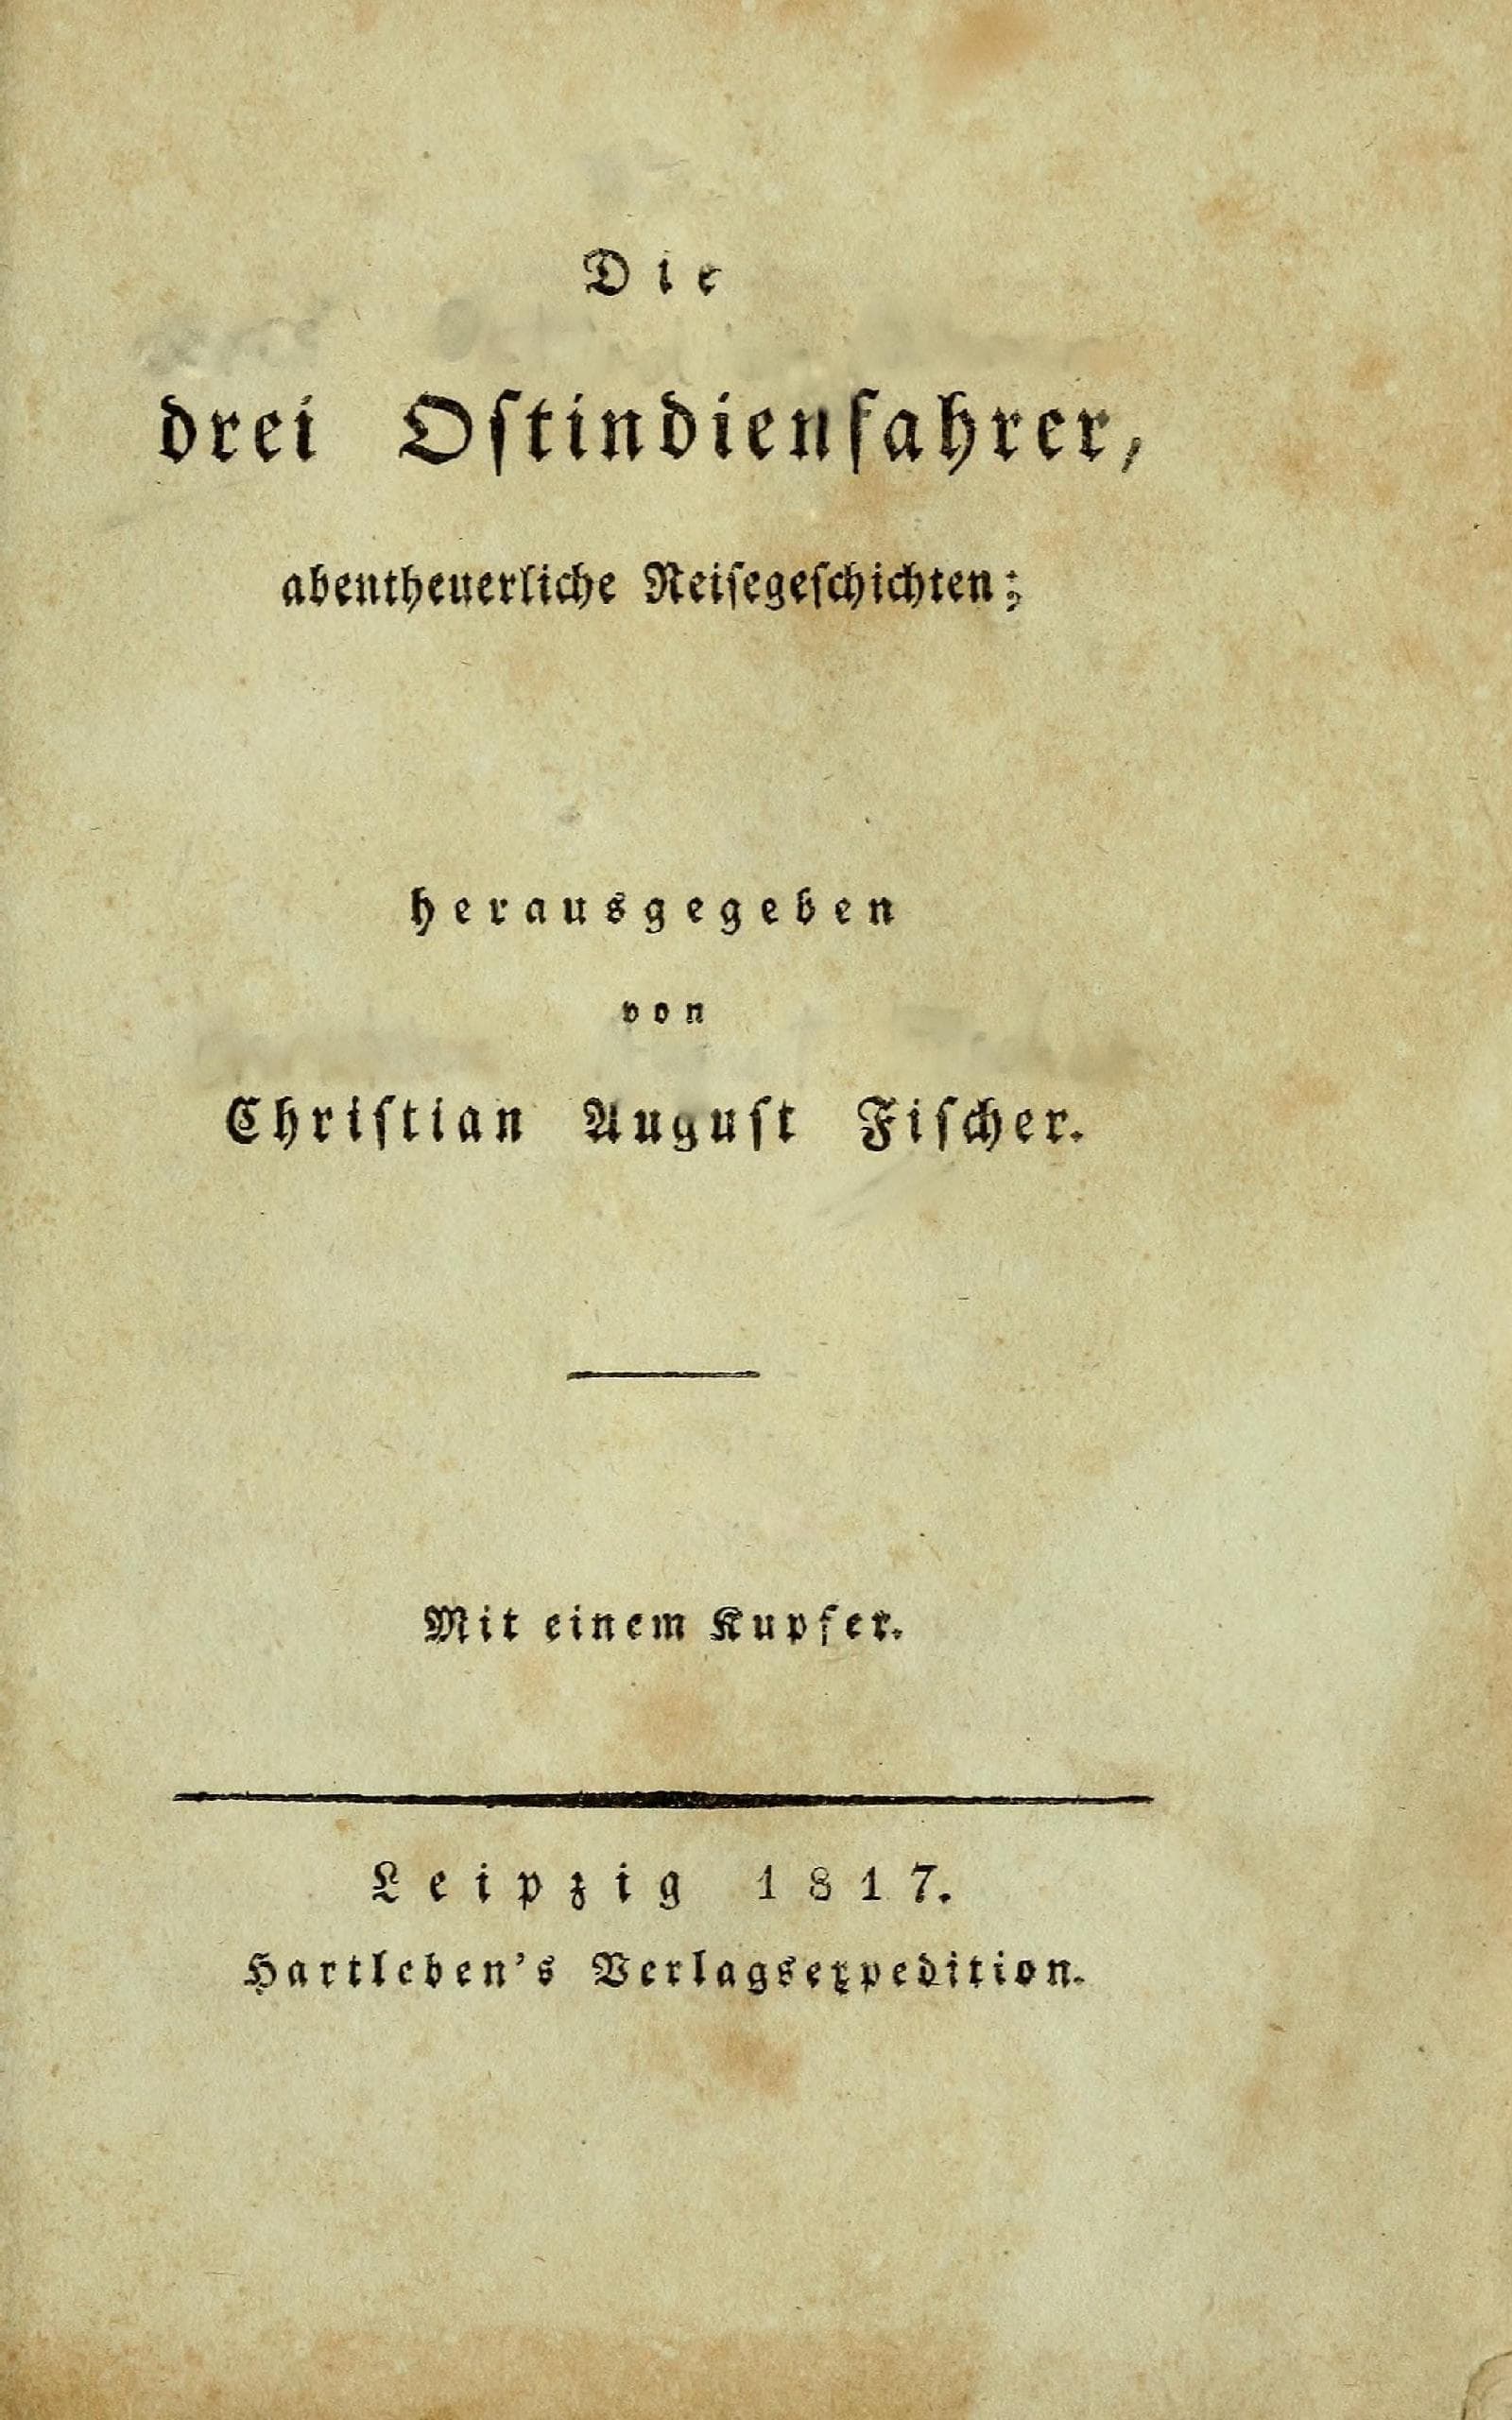 Die
drei Ostindienfahrer,
abentheuerliche Reisegeschichten;
herausgegeben
von
Christian August Fischer.
Mit einem Kupfer.
Leipzig 1817.
Hartleben's Verlagsexpedition.